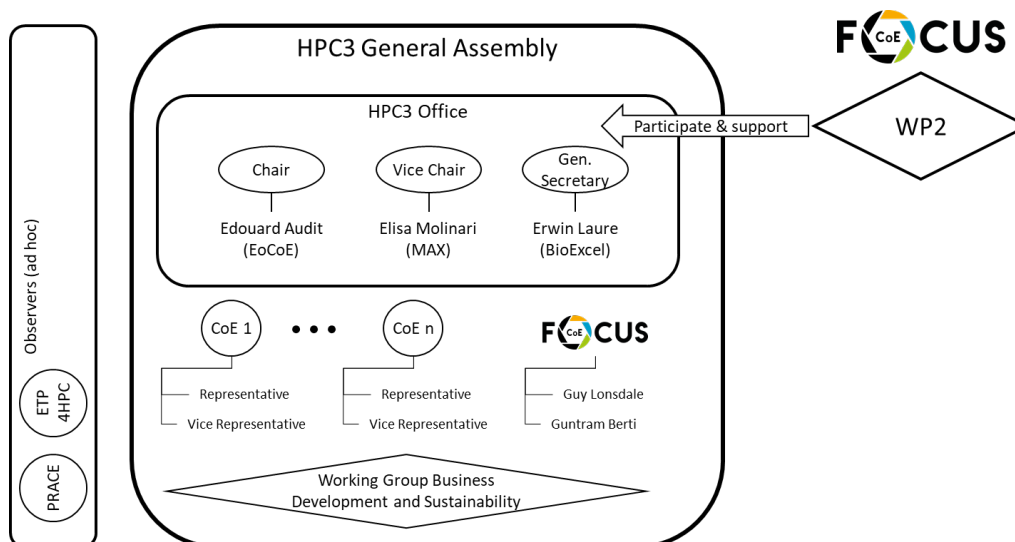 HPC3 General Assembly
FOCUS
CoE
HPC3 Office
Participate & support
WP2
Chair
Vice Chair
Gen.
Secretary
Edouard Audit
(EoCoE)
Elisa Molinari
(MAX)
Erwin Laure
(BioExcel)
Observers (ad hoc)
ETP
4HPC
PRACE
CoE 1
•••
CoE n
FOCUS
CoE
Representative
Vice Representative
Representative
Vice Representative
Guy Lonsdale
Guntram Berti
Working Group Business
Development and Sustainability